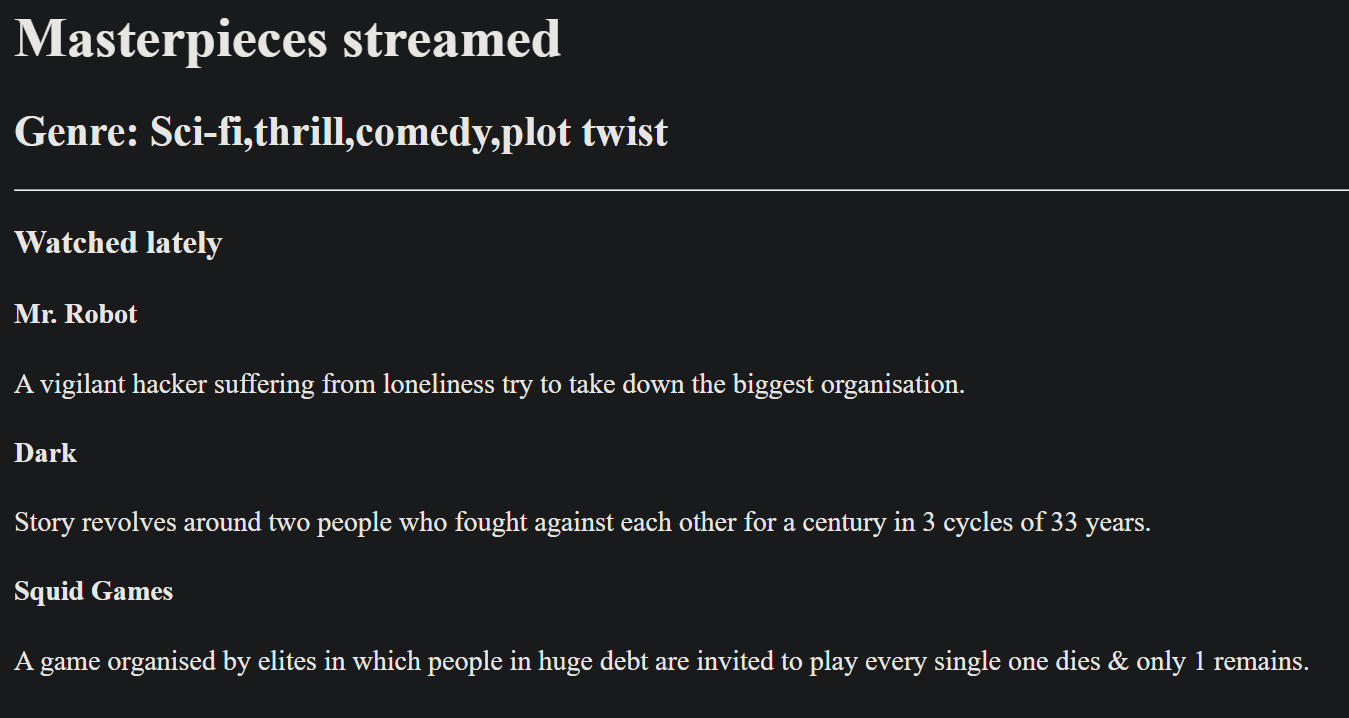 Masterpieces streamed
Genre: Sci-fi,thrill,comedy,plot twist
Watched lately
Mr. Robot
A vigilant hacker suffering from loneliness try to take down the biggest organisation.
Dark
Story revolves around two people who fought against each other for a century in 3 cycles of 33 years.
Squid Games
A game organised by elites in which people in huge debt are invited to play every single one dies & only 1 remains.